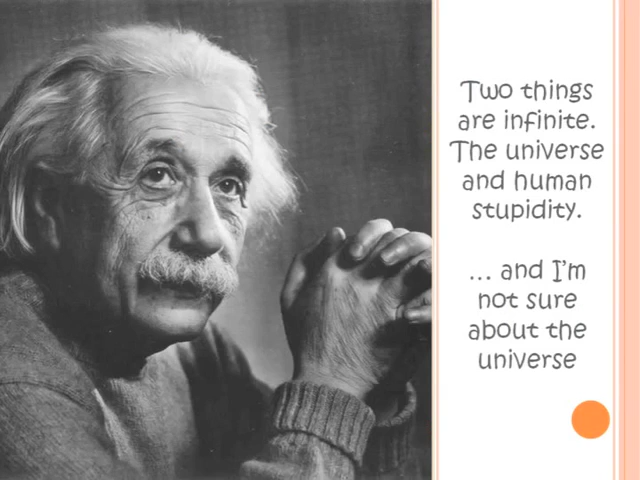 Two things
are infinite.
The universe
and human
stupidity.
... and I'm
not sure
about the
universe